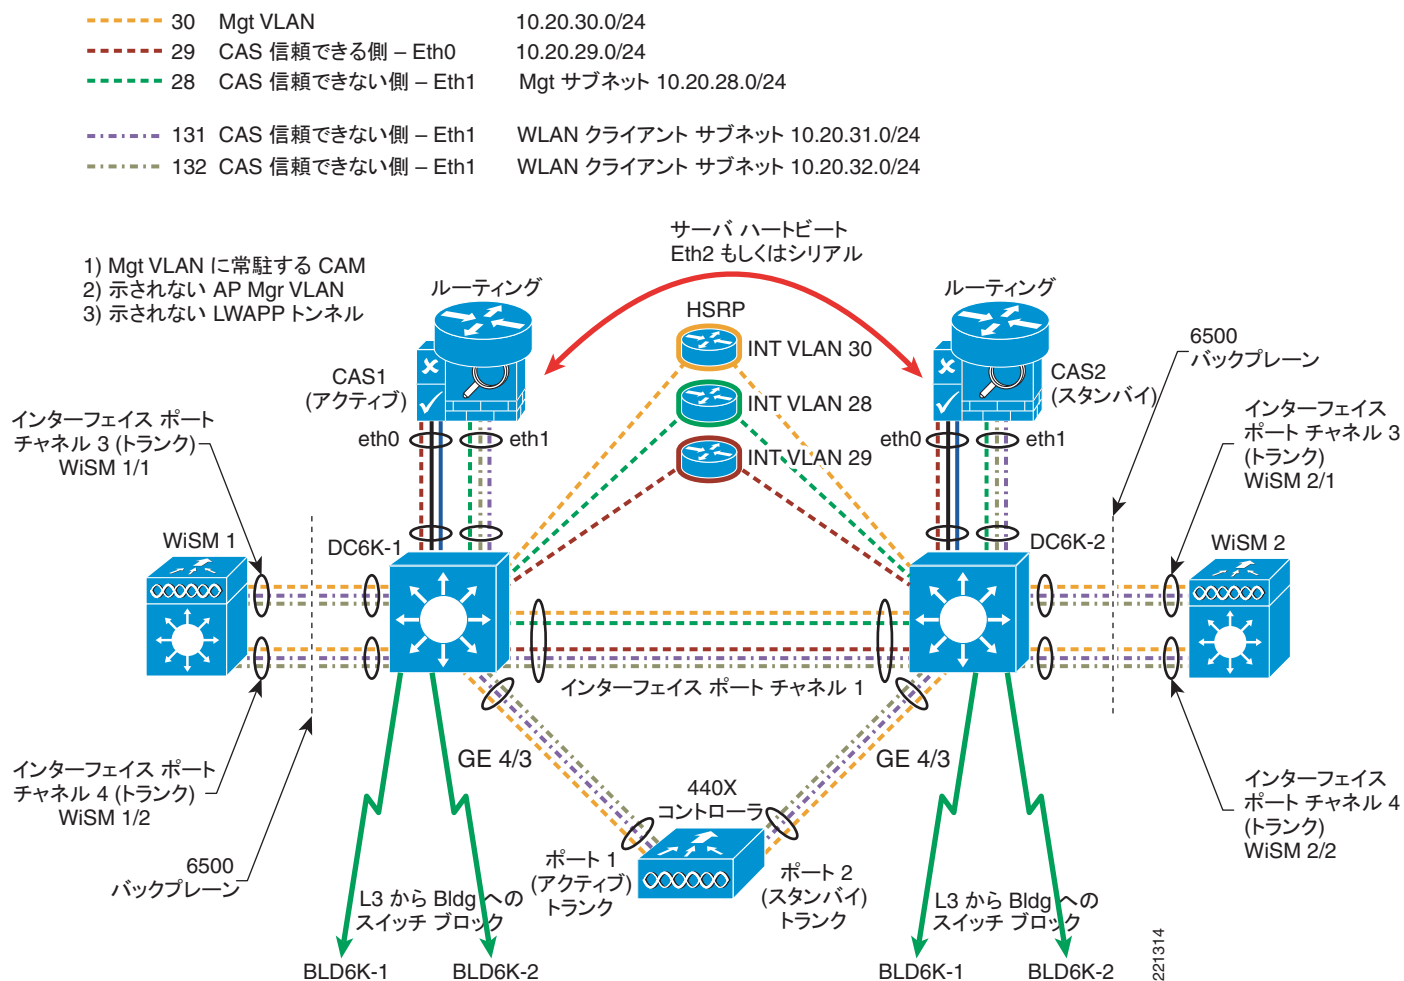 30 Mgt VLAN 10.20.30.0/24
29 CAS 信頼できる側 – Eth0 10.20.29.0/24
28 CAS 信頼できない側 – Eth1 Mgt サブネット 10.20.28.0/24
131 CAS 信頼できない側 – Eth1 WLAN クライアント サブネット 10.20.31.0/24
132 CAS 信頼できない側 – Eth1 WLAN クライアント サブネット 10.20.32.0/24
サーバ ハートビート
Eth2 もしくはシリアル
1) Mgt VLAN に常駐する CAM
2) 示されない AP Mgr VLAN
3) 示されない LWAPP トンネル
ルーティング
HSRP
ルーティング
INT VLAN 30
INT VLAN 28
INT VLAN 29
6500
バックプレーン
CAS1
(アクティブ)
CAS2
(スタンバイ)
インターフェイス ポート
チャネル 3 (トランク)
WiSM 1/1
eth0
eth1
eth0
eth1
インターフェイス
ポート チャネル 3
(トランク)
WiSM 2/1
WiSM 1
DC6K-1
DC6K-2
WiSM 2
インターフェイス ポート チャネル 1
GE 4/3
GE 4/3
インターフェイス ポート
チャネル 4 (トランク)
WiSM 1/2
440X
コントローラ
インターフェイス
ポート チャネル 4
(トランク)
WiSM 2/2
6500
バックプレーン
ポート 1
(アクティブ)
トランク
ポート 2
(スタンバイ)
トランク
L3 から Bldg への
スイッチ ブロック
L3 から Bldg への
スイッチ ブロック
BLD6K-1
BLD6K-2
BLD6K-1
BLD6K-2
221314